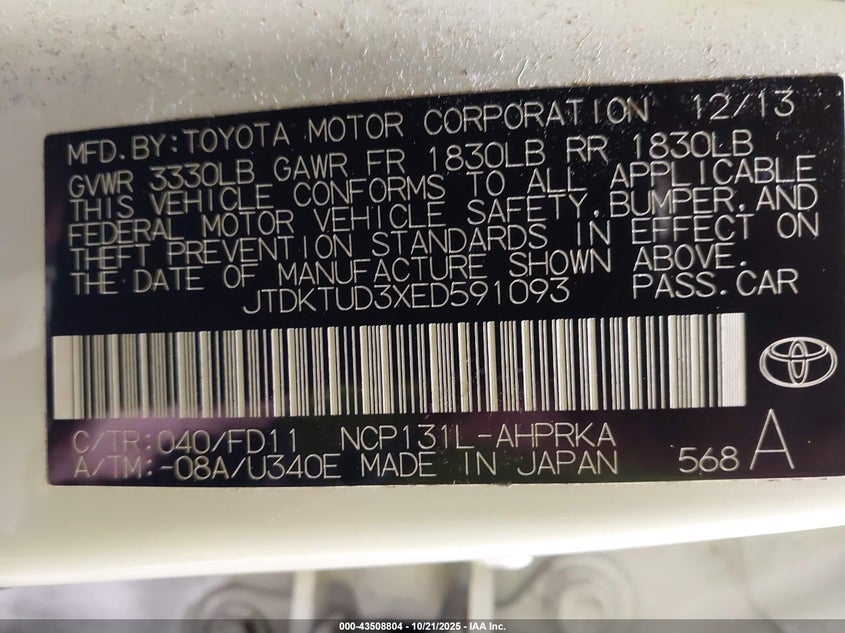 MFD.BY:TOYOTA MOTOR CORPORATION 12/13
GVWR 3330LB GAWR FR 1830LB RR 1830LB
THIS VEHICLE CONFORMS TO ALL APPLICABLE
FEDERAL MOTOR VEHICLE SAFETY,BUMPER,AND
THEFT PREVENTION STANDARDS IN EFFECT ON
THE DATE OF MANUFACTURE SHOWN ABOVE.
JTDKTUD3XED591093 PASS.CAR
C/TR:040/FD11 NCP131L-AHPRKA
A/TM:-08A/U340E MADE IN JAPAN 568 A
000-43508804 - 10/21/2025 - IAA Inc.